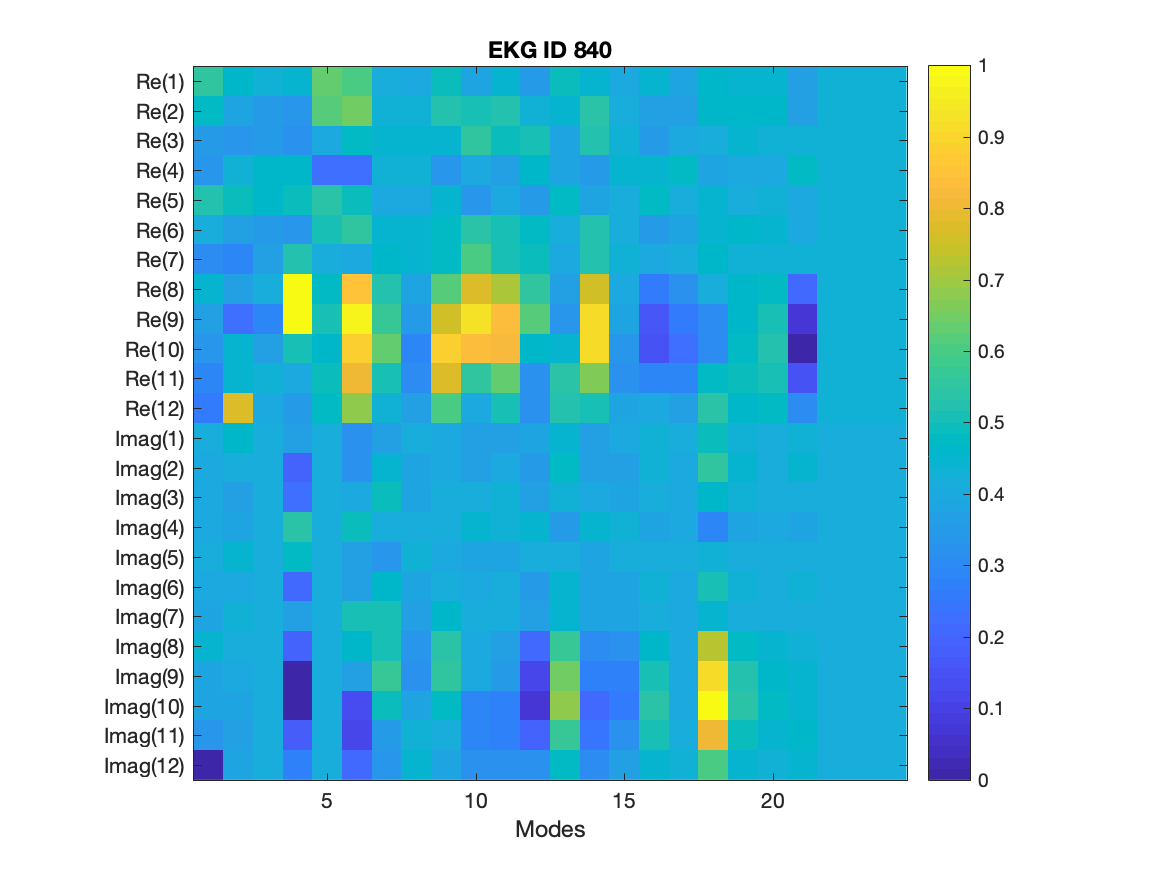 EKG ID 840
Re(1)
Re(2)
Re(3)
Re(4)
Re(5)
Re(6)
Re(7)
Re(8)
Re(9)
Re(10)
Re(11)
Re(12)
Imag(1)
Imag(2)
Imag(3)
Imag(4)
Imag(5)
Imag(6)
Imag(7)
Imag(8)
Imag(9)
Imag(10)
Imag(11)
Imag(12)
5 10 15 20
Modes
1
0.9
0.8
0.7
0.6
0.5
0.4
0.3
0.2
0.1
0